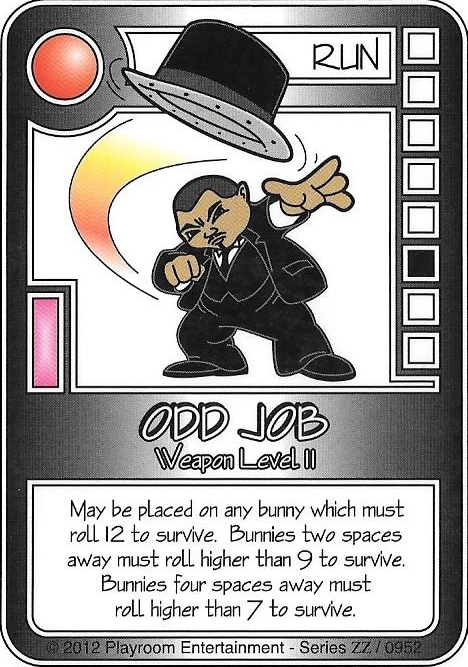 RUN
ODD JOB
Weapon Level 11
May be placed on any bunny which must
roll 12 to survive. Bunnies two spaces
away must roll higher than 9 to survive.
Bunnies four spaces away must
roll higher than 7 to survive.
© 2012 Playroom Entertainment - Series ZZ / 0952